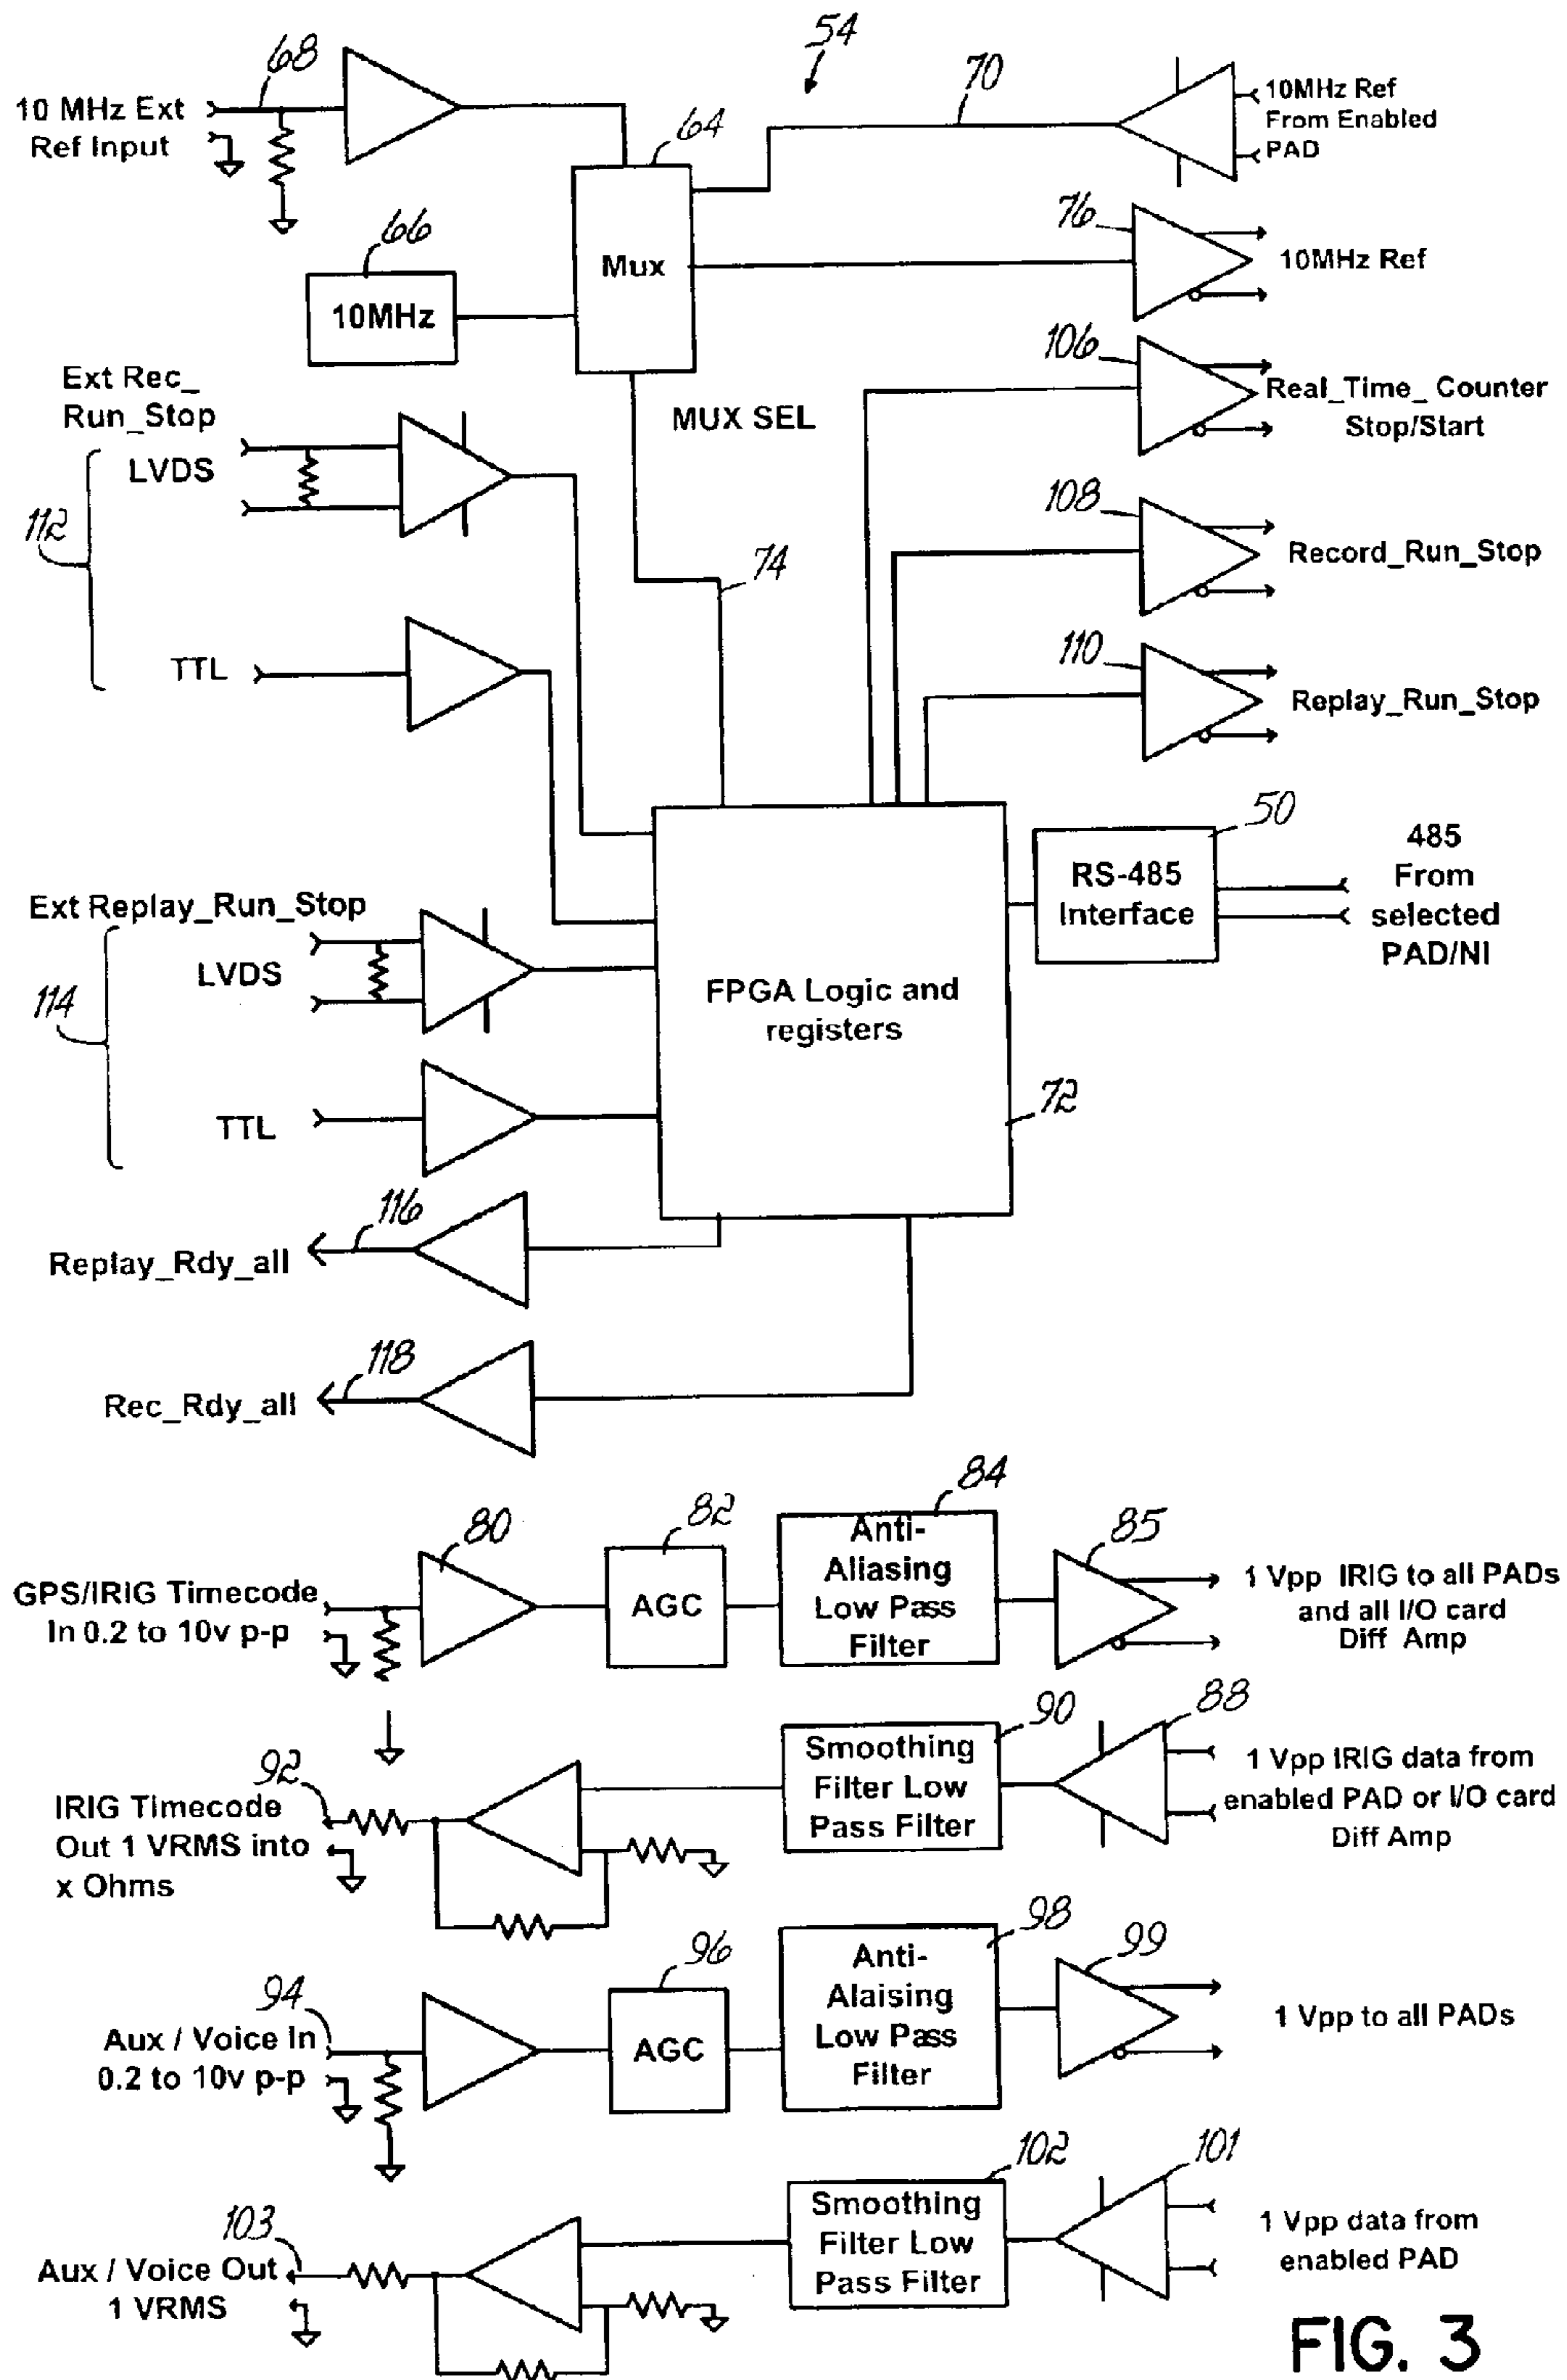 54
68
70
10 MHz Ext
Ref Input
10MHz Ref
From Enabled
PAD
64
Mux
66
10MHz
76
10MHz Ref
106
Real_Time_Counter
Stop/Start
MUX SEL
Ext Rec_
Run_Stop
LVDS
112
TTL
74
108
Record_Run_Stop
110
Replay_Run_Stop
50
RS-485
Interface
485
From
selected
PAD/NI
Ext Replay_Run_Stop
LVDS
114
TTL
FPGA Logic and
registers
72
116
Replay_Rdy_all
118
Rec_Rdy_all
80
82
84
85
GPS/IRIG Timecode
In 0.2 to 10v p-p
AGC
Anti-
Aliasing
Low Pass
Filter
1 Vpp IRIG to all PADs
and all I/O card
Diff Amp
92
90
88
IRIG Timecode
Out 1 VRMS into
x Ohms
Smoothing
Filter Low
Pass Filter
1 Vpp IRIG data from
enabled PAD or I/O card
Diff Amp
94
96
98
99
Aux / Voice In
0.2 to 10v p-p
AGC
Anti-
Alaising
Low Pass
Filter
1 Vpp to all PADs
103
102
101
Aux / Voice Out
1 VRMS
Smoothing
Filter Low
Pass Filter
1 Vpp data from
enabled PAD
FIG. 3